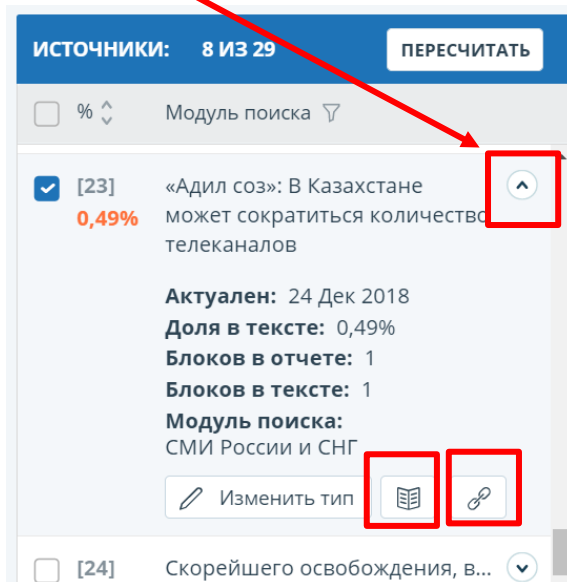 ИСТОЧНИКИ: 8 ИЗ 29 ПЕРЕСЧИТАТЬ
% Модуль поиска
[23] «Адил соз»: В Казахстане
0,49% может сократиться количество
телеканалов
Актуален: 24 Дек 2018
Доля в тексте: 0,49%
Блоков в отчете: 1
Блоков в тексте: 1
Модуль поиска:
СМИ России и СНГ
Изменить тип
[24] Скорейшего освобождения, в...